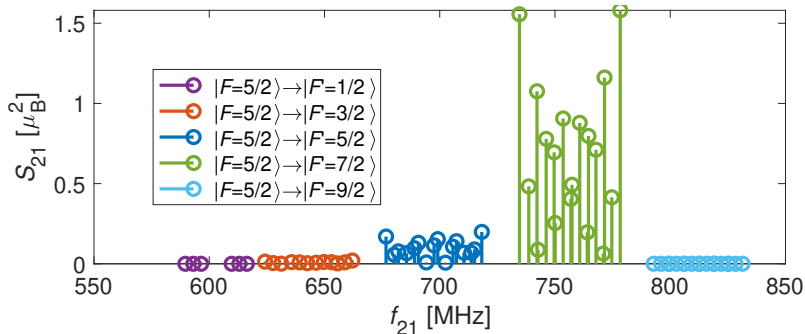 1.5
1
0.5
0
S21 [μB2]
|F=5/2⟩→|F'=1/2⟩
|F=5/2⟩→|F'=3/2⟩
|F=5/2⟩→|F'=5/2⟩
|F=5/2⟩→|F'=7/2⟩
|F=5/2⟩→|F'=9/2⟩
550 600 650 700 750 800 850
f21 [MHz]